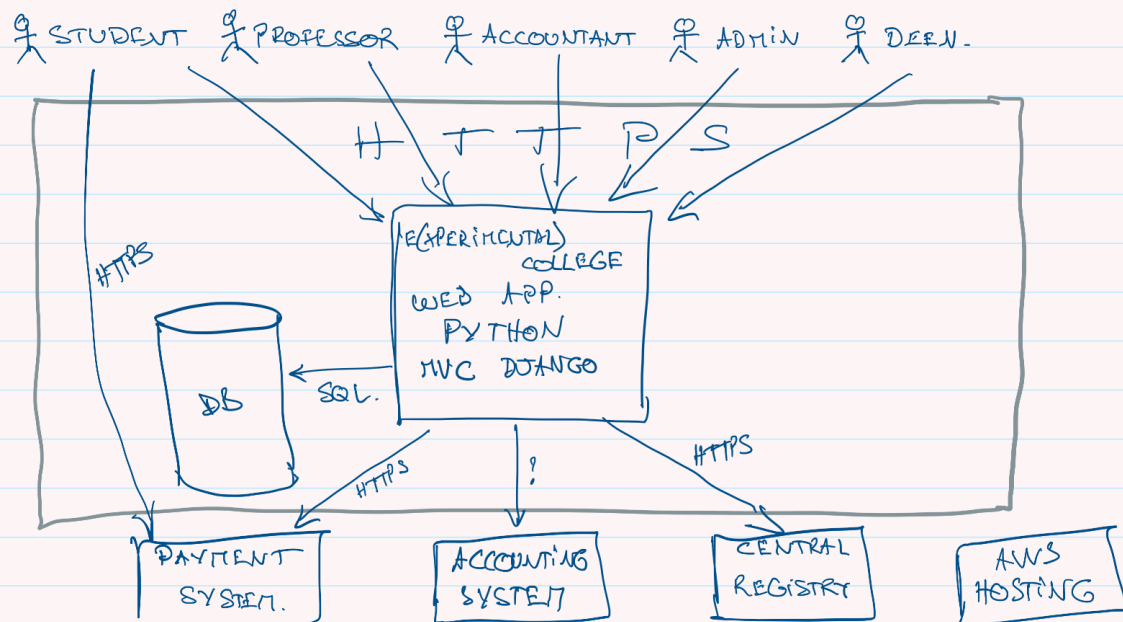 STUDENT PROFESSOR ACCOUNTANT ADMIN DEEN.
H T T P S
E(XPERIMENTAL)
COLLEGE
WEB APP.
PYTHON
MVC DJANGO
HTTPS
DB
SQL.
HTTPS
?
HTTPS
PAYMENT
SYSTEM.
ACCOUNTING
SYSTEM
CENTRAL
REGISTRY
AWS
HOSTING